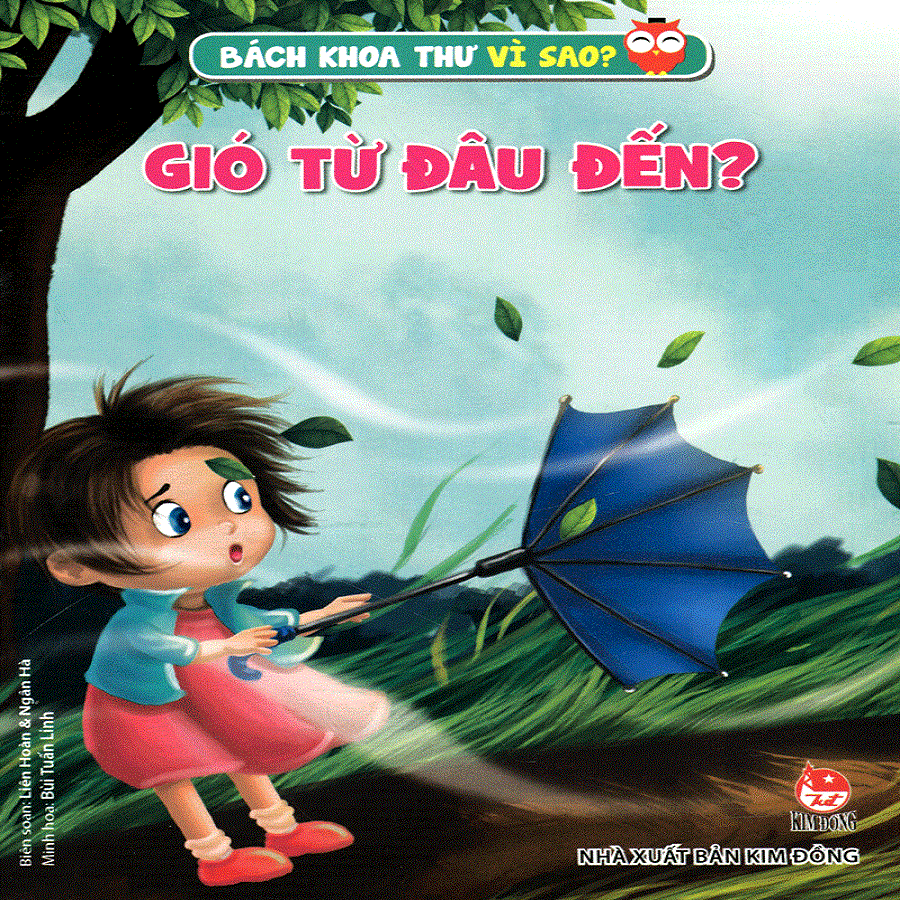 BÁCH KHOA THƯ VÌ SAO?
GIÓ TỪ ĐÂU ĐẾN?
Biên soạn: Liên Hoàn & Ngân Hà
Minh họa: Bùi Tuấn Linh
KIM ĐỒNG
NHÀ XUẤT BẢN KIM ĐỒNG